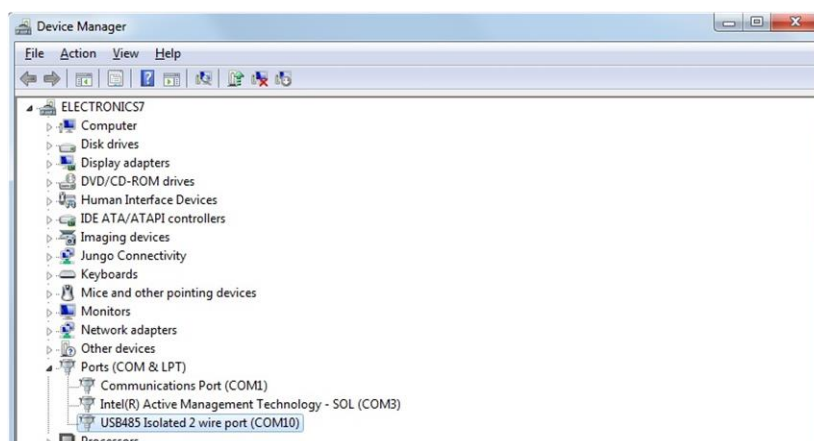 Device Manager
File Action View Help
ELECTRONICS7
Computer
Disk drives
Display adapters
DVD/CD-ROM drives
Human Interface Devices
IDE ATA/ATAPI controllers
Imaging devices
Jungo Connectivity
Keyboards
Mice and other pointing devices
Monitors
Network adapters
Other devices
Ports (COM & LPT)
Communications Port (COM1)
Intel(R) Active Management Technology - SOL (COM3)
USB485 Isolated 2 wire port (COM10)
Processors